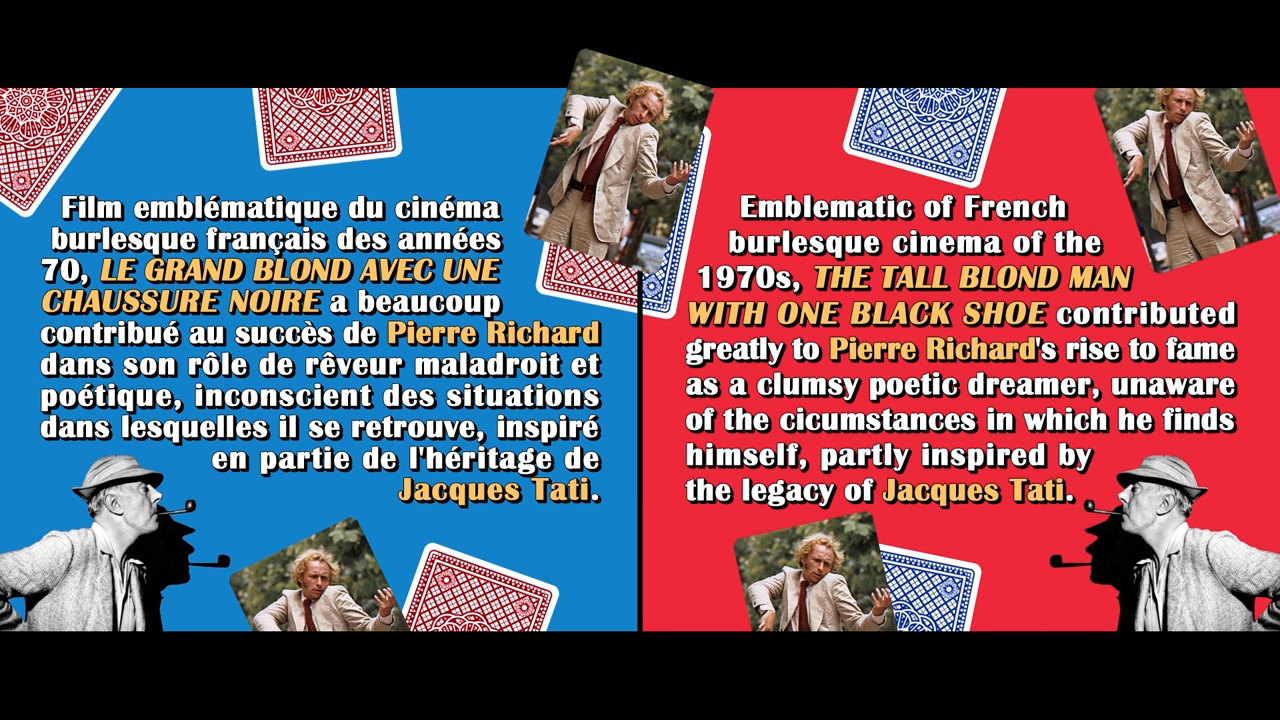 Film emblématique du cinéma
burlesque français des années
70, LE GRAND BLOND AVEC UNE
CHAUSSURE NOIRE a beaucoup
contribué au succès de Pierre Richard
dans son rôle de rêveur maladroit et
poétique, inconscient des situations
dans lesquelles il se retrouve, inspiré
en partie de l'héritage de
Jacques Tati.
Emblematic of French
burlesque cinema of the
1970s, THE TALL BLOND MAN
WITH ONE BLACK SHOE contributed
greatly to Pierre Richard's rise to fame
as a clumsy poetic dreamer, unaware
of the cicumstances in which he finds
himself, partly inspired by
the legacy of Jacques Tati.